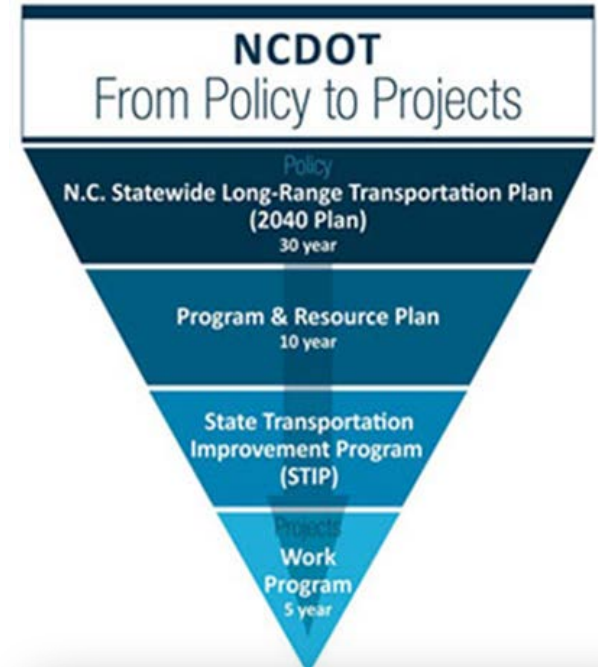 NCDOT
From Policy to Projects
Policy
N.C. Statewide Long-Range Transportation Plan
(2040 Plan)
30 year
Program & Resource Plan
10 year
State Transportation
Improvement Program
(STIP)
Projects
Work
Program
5 year